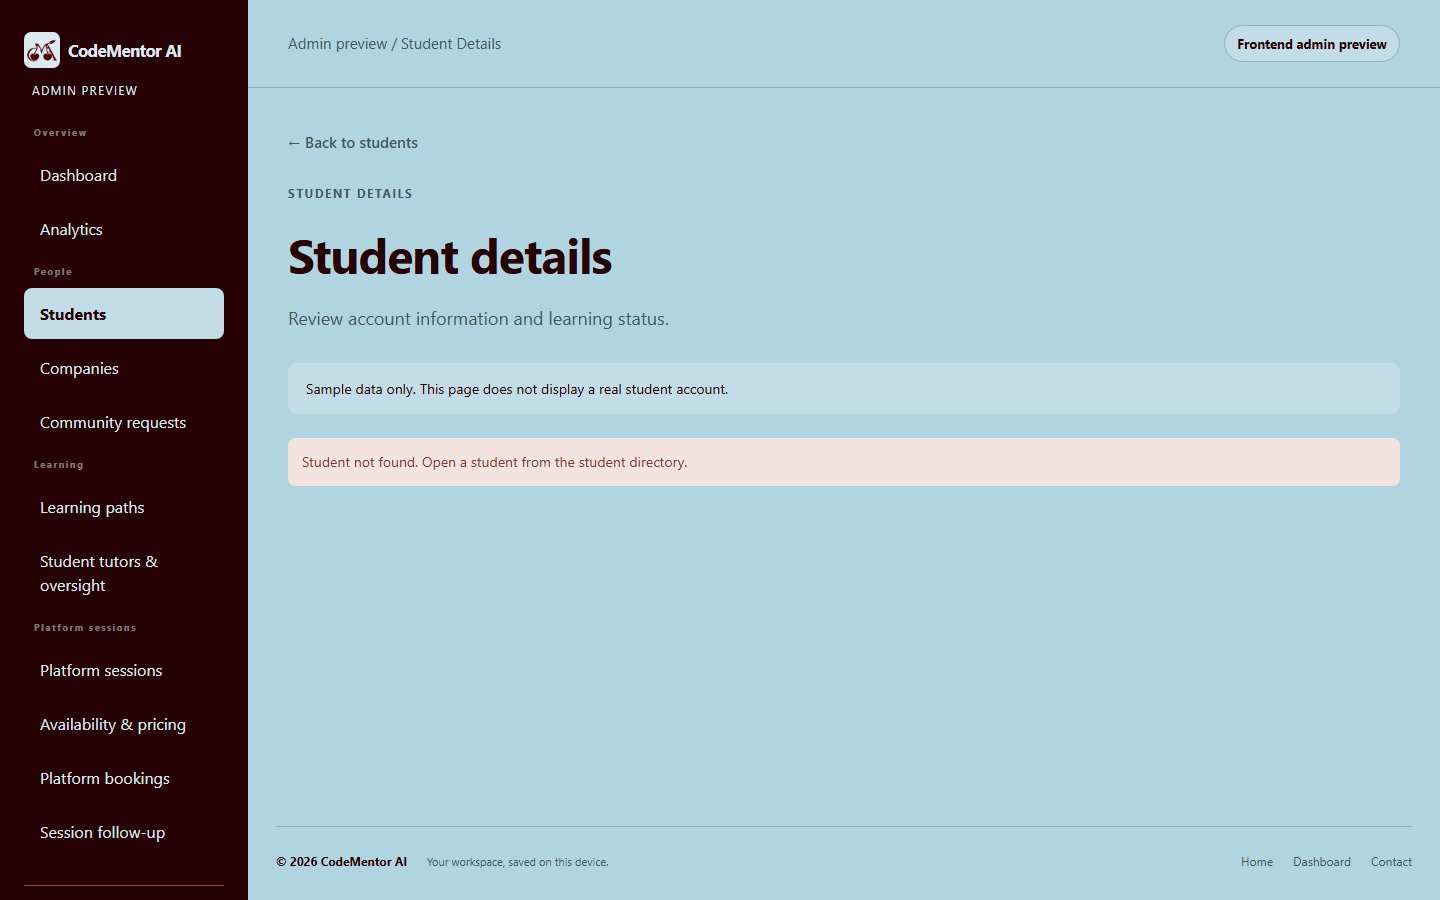 CodeMentor AI
ADMIN PREVIEW
Overview
Dashboard
Analytics
People
Students
Companies
Community requests
Learning
Learning paths
Student tutors &
oversight
Platform sessions
Platform sessions
Availability & pricing
Platform bookings
Session follow-up
Admin preview / Student Details
Frontend admin preview
← Back to students
STUDENT DETAILS
Student details
Review account information and learning status.
Sample data only. This page does not display a real student account.
Student not found. Open a student from the student directory.
© 2026 CodeMentor AI Your workspace, saved on this device.
Home Dashboard Contact